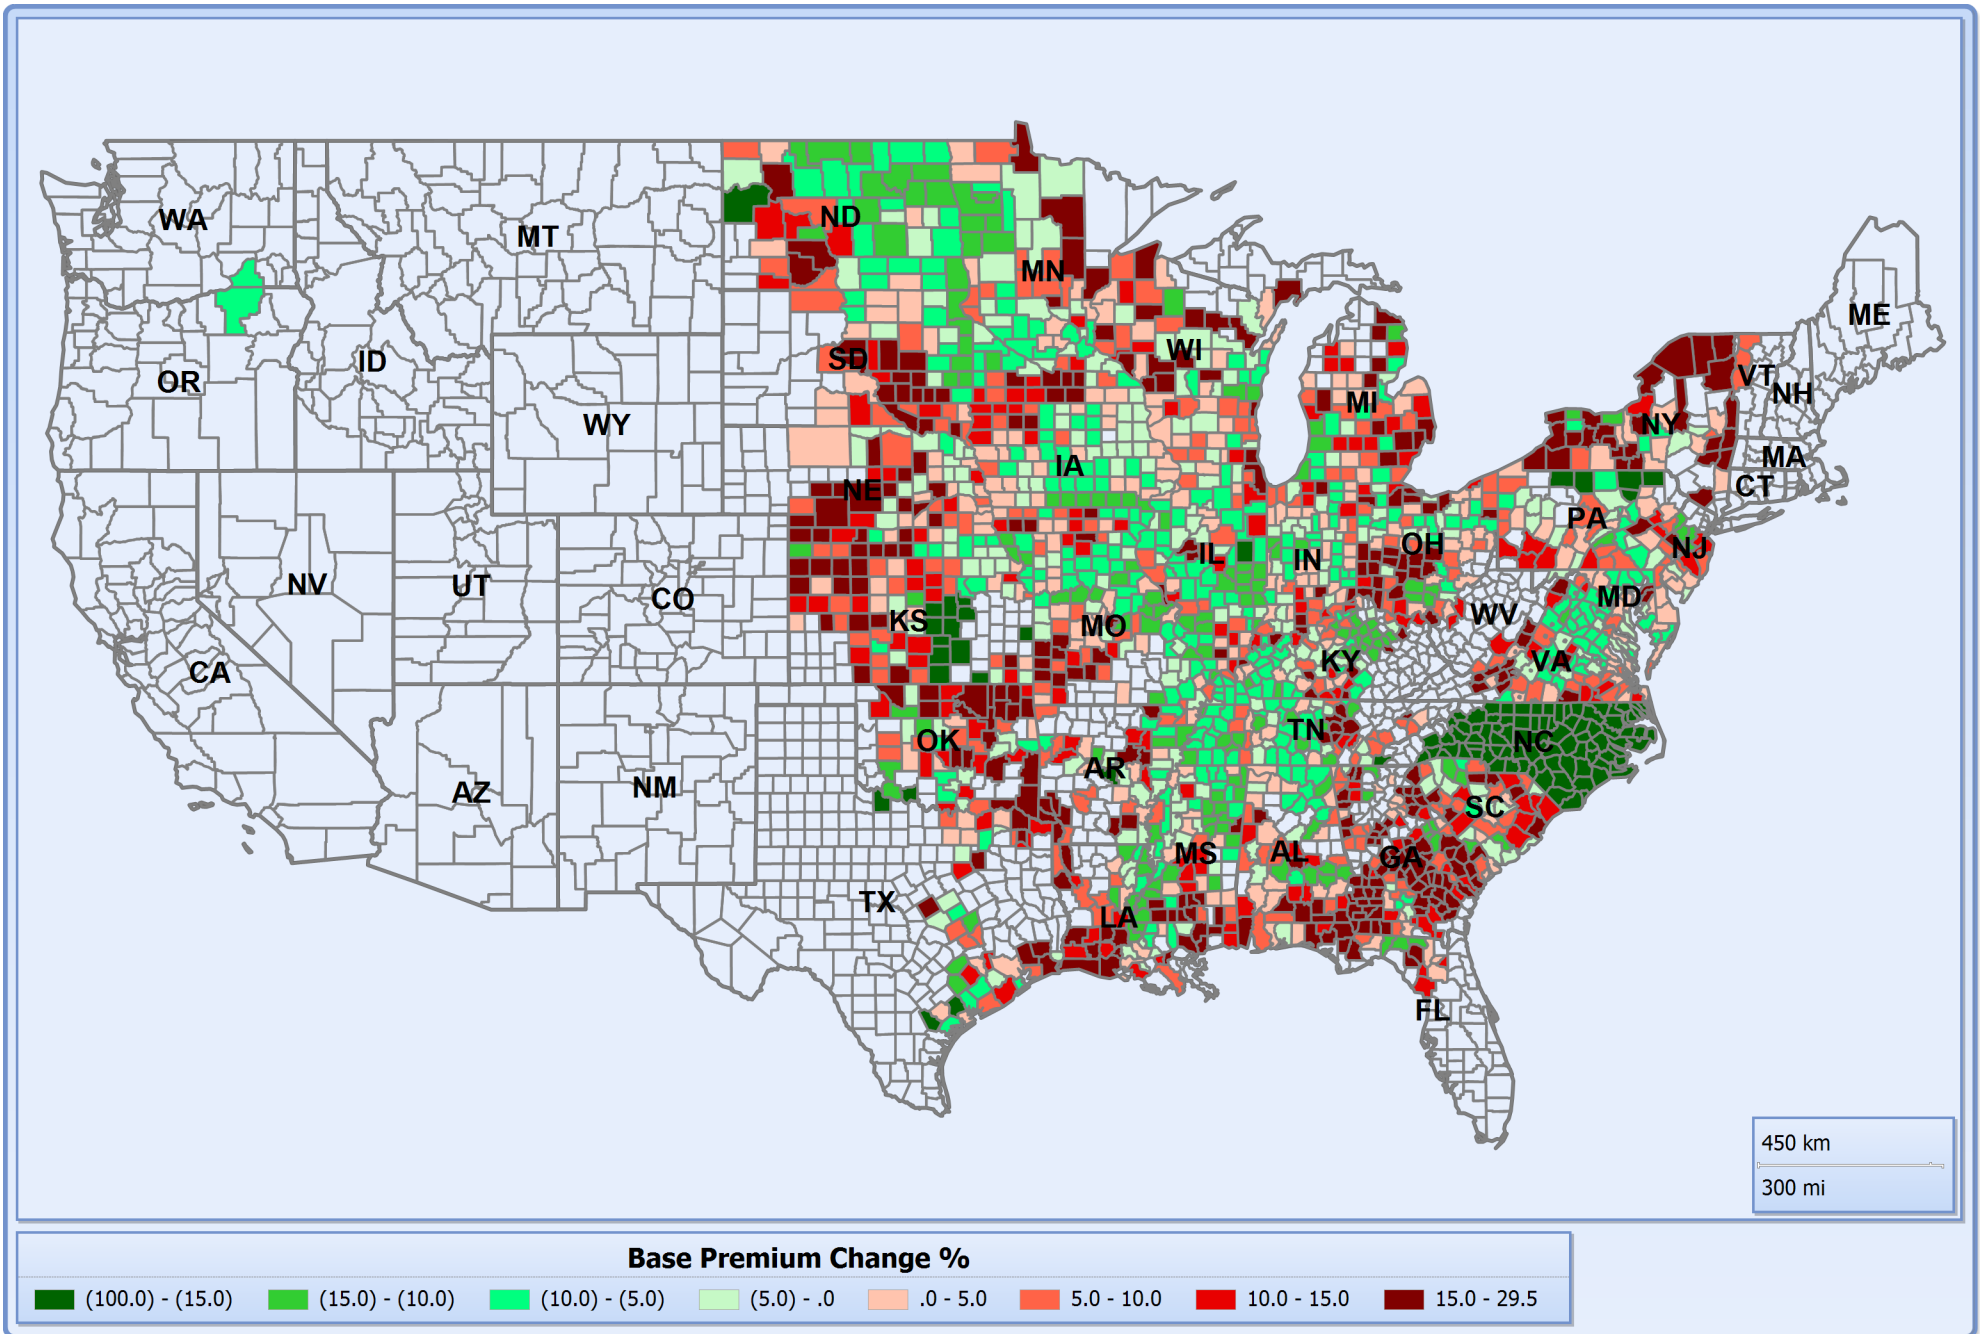 WA
MT
ND
MN
ME
OR
ID
SD
WI
VT
NH
WY
MI
NY
IA
MA
NE
CT
PA
NV
UT
CO
IL
IN
OH
NJ
KS
MO
WV
MD
CA
KY
VA
AZ
NM
OK
AR
TN
NC
SC
MS
AL
GA
TX
LA
FL
450 km
300 mi
Base Premium Change %
(100.0) - (15.0) (15.0) - (10.0) (10.0) - (5.0) (5.0) - .0 .0 - 5.0 5.0 - 10.0 10.0 - 15.0 15.0 - 29.5